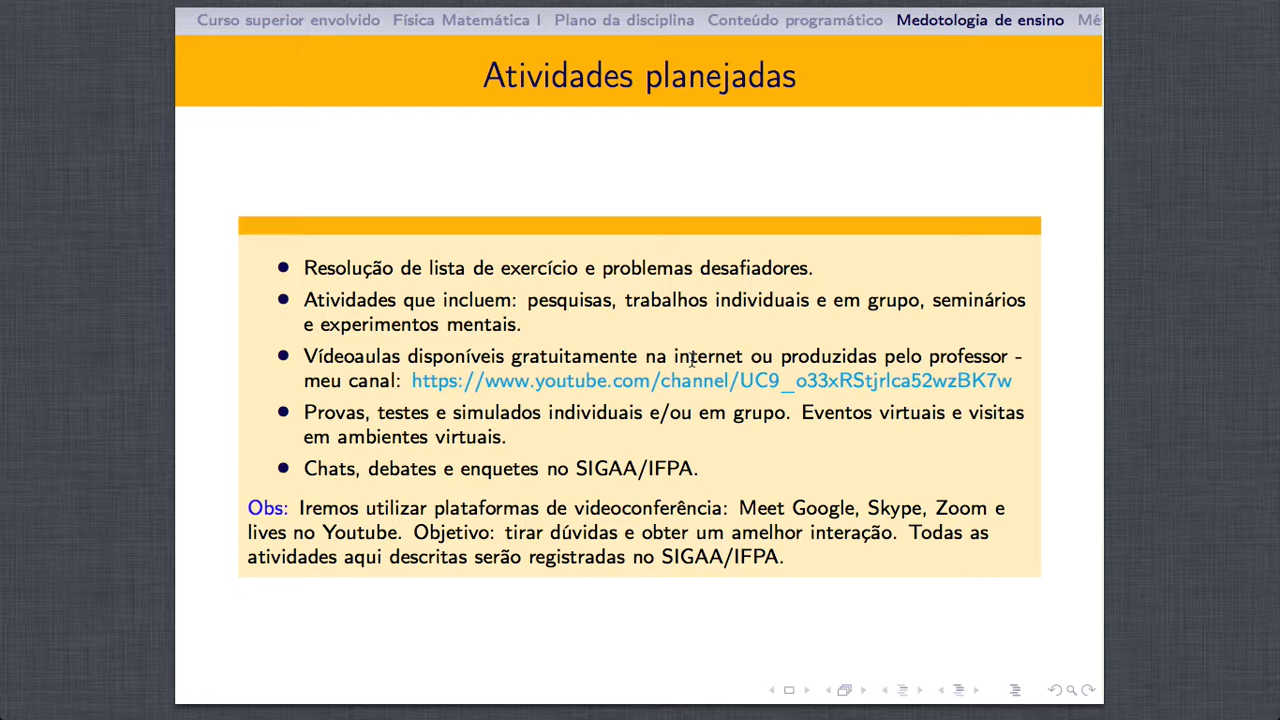 Curso superior envolvido Física Matemática I Plano da disciplina Conteúdo programático Medotologia de ensino Mé
Atividades planejadas
Resolução de lista de exercício e problemas desafiadores.
Atividades que incluem: pesquisas, trabalhos individuais e em grupo, seminários
e experimentos mentais.
Vídeoaulas disponíveis gratuitamente na internet ou produzidas pelo professor -
meu canal: https://www.youtube.com/channel/UC9_o33xRStjrlca52wzBK7w
Provas, testes e simulados individuais e/ou em grupo. Eventos virtuais e visitas
em ambientes virtuais.
Chats, debates e enquetes no SIGAA/IFPA.
Obs: Iremos utilizar plataformas de videoconferência: Meet Google, Skype, Zoom e
lives no Youtube. Objetivo: tirar dúvidas e obter um amelhor interação. Todas as
atividades aqui descritas serão registradas no SIGAA/IFPA.